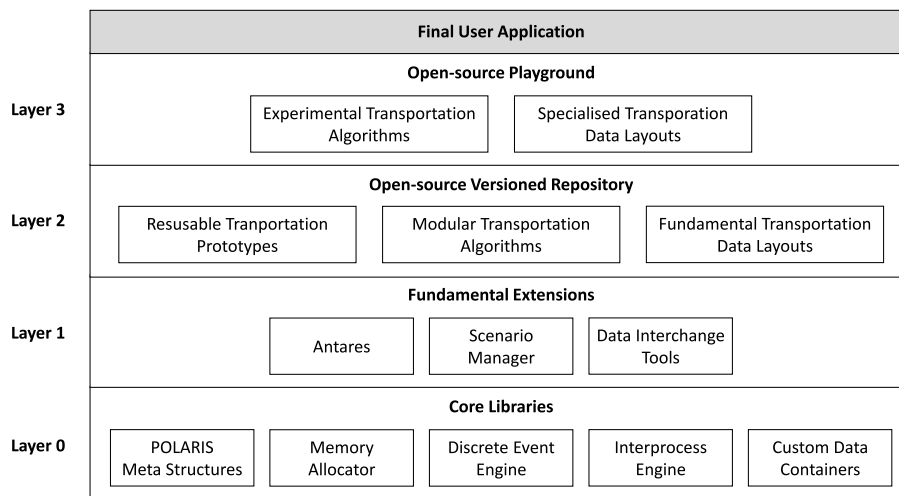 Final User Application
Open-source Playground
Layer 3
Experimental Transportation
Algorithms
Specialised Transporation
Data Layouts
Open-source Versioned Repository
Layer 2
Resusable Tranportation
Prototypes
Modular Transportation
Algorithms
Fundamental Transportation
Data Layouts
Fundamental Extensions
Layer 1
Antares
Scenario
Manager
Data Interchange
Tools
Core Libraries
Layer 0
POLARIS
Meta Structures
Memory
Allocator
Discrete Event
Engine
Interprocess
Engine
Custom Data
Containers